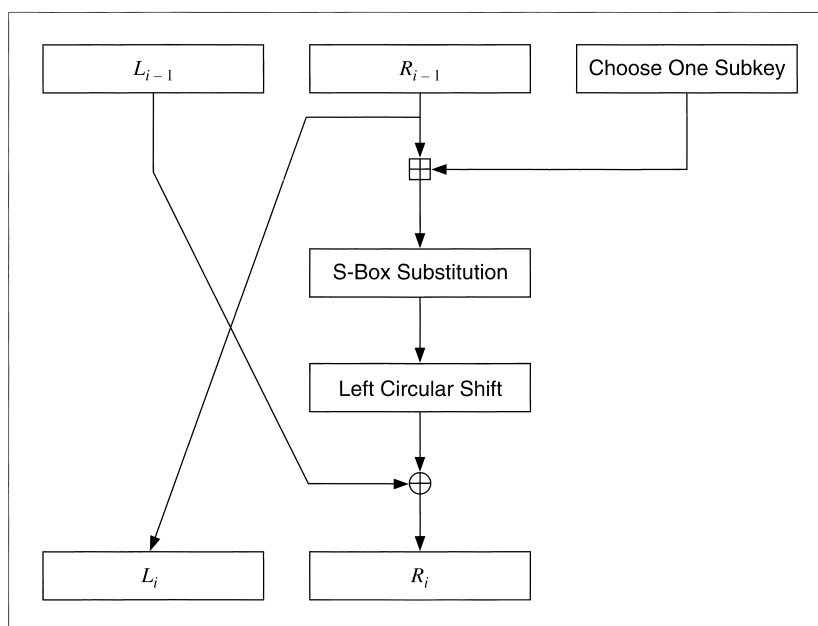 L_{i-1}
R_{i-1}
Choose One Subkey
S-Box Substitution
Left Circular Shift
L_i
R_i